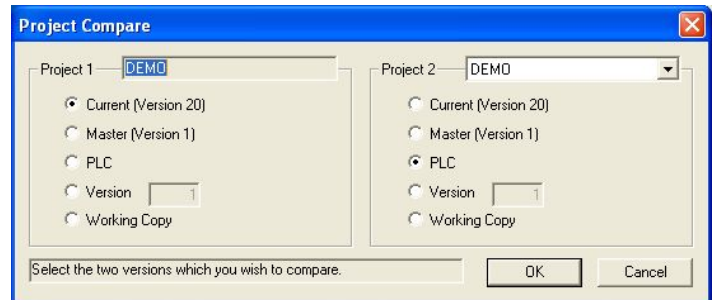 Project Compare
Project 1 DEMO
Current (Version 20)
Master (Version 1)
PLC
Version 1
Working Copy
Project 2 DEMO
Current (Version 20)
Master (Version 1)
PLC
Version 1
Working Copy
Select the two versions which you wish to compare.
OK Cancel